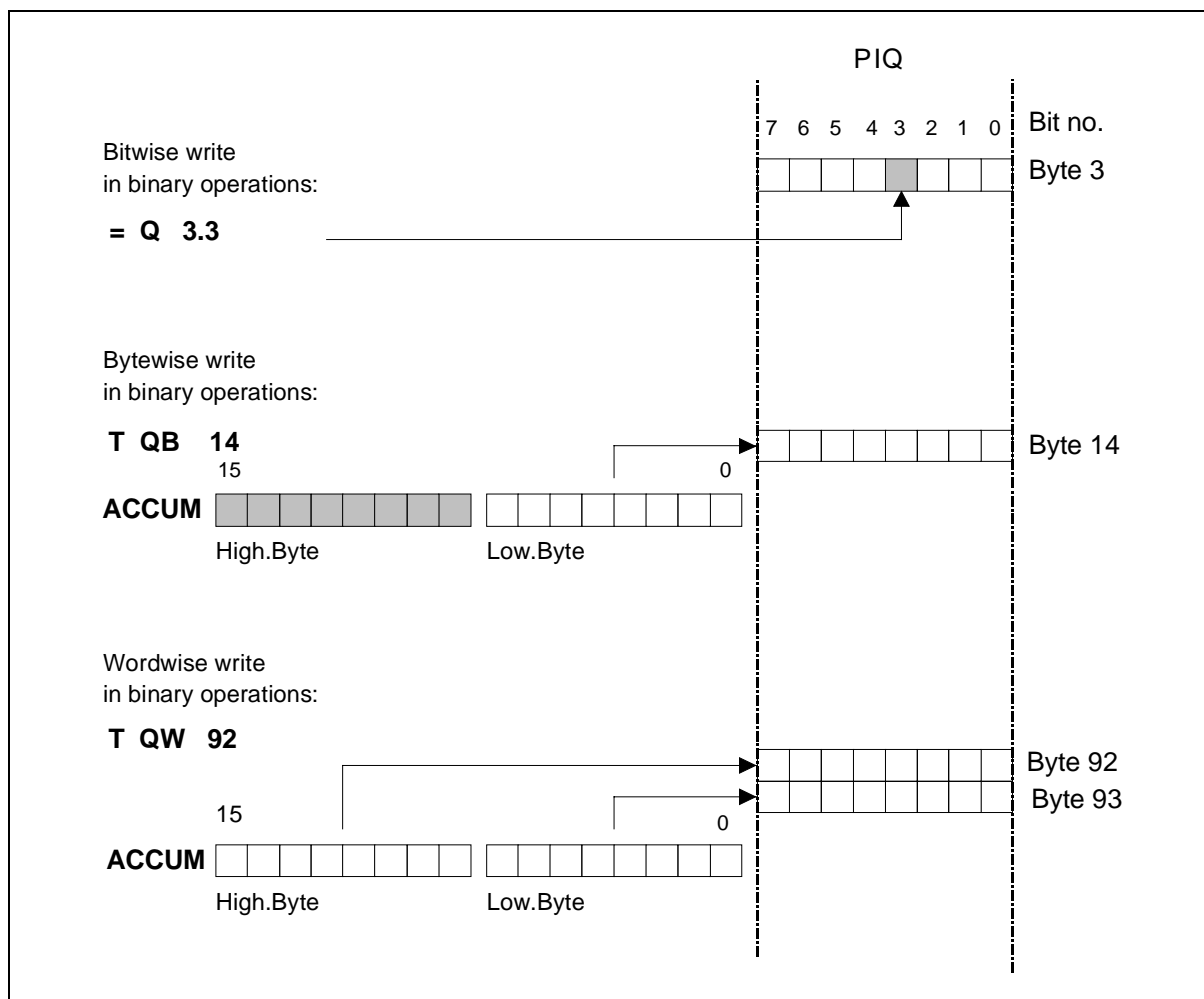 PIQ
7 6 5 4 3 2 1 0 Bit no.
Bitwise write
in binary operations:
Byte 3
= Q 3.3
Bytewise write
in binary operations:
T QB 14
Byte 14
15 0
ACCUM
High.Byte Low.Byte
Wordwise write
in binary operations:
T QW 92
Byte 92
Byte 93
15 0
ACCUM
High.Byte Low.Byte